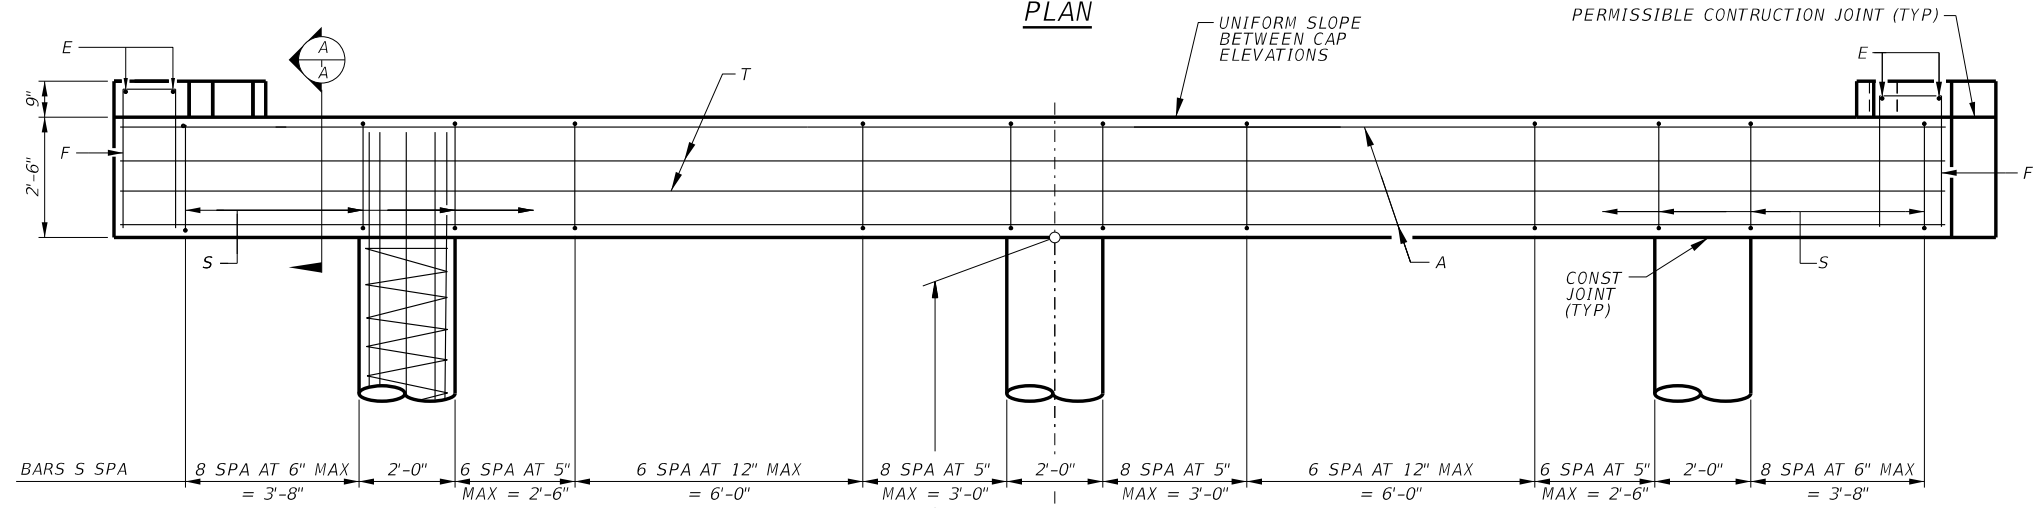 PLAN
UNIFORM SLOPE
BETWEEN CAP
ELEVATIONS
PERMISSIBLE CONTRUCTION JOINT (TYP)
E
A
A
T
E
9"
2'-6"
F
F
S
A
S
CONST
JOINT
(TYP)
BARS S SPA
8 SPA AT 6" MAX
= 3'-8"
2'-0"
6 SPA AT 5"
MAX = 2'-6"
6 SPA AT 12" MAX
= 6'-0"
8 SPA AT 5"
MAX = 3'-0"
2'-0"
8 SPA AT 5"
MAX = 3'-0"
6 SPA AT 12" MAX
= 6'-0"
6 SPA AT 5"
MAX = 2'-6"
2'-0"
8 SPA AT 6" MAX
= 3'-8"